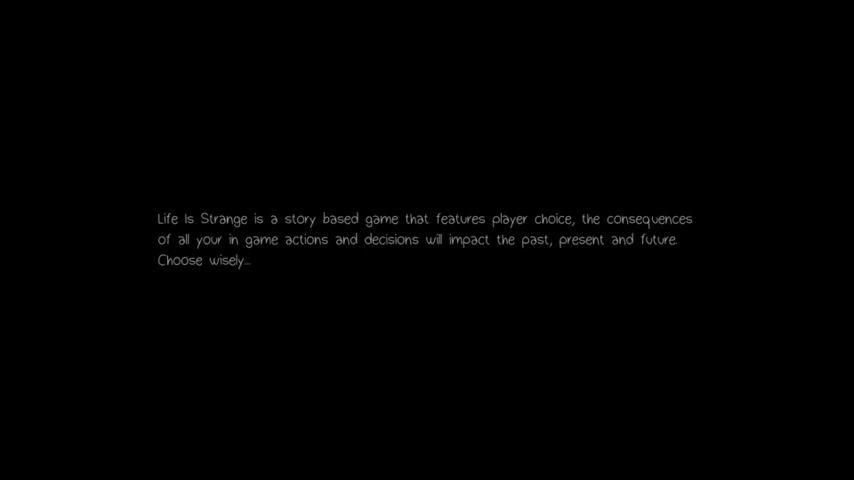 Life Is Strange is a story based game that features player choice, the consequences
of all your in game actions and decisions will impact the past, present and future.
Choose wisely...